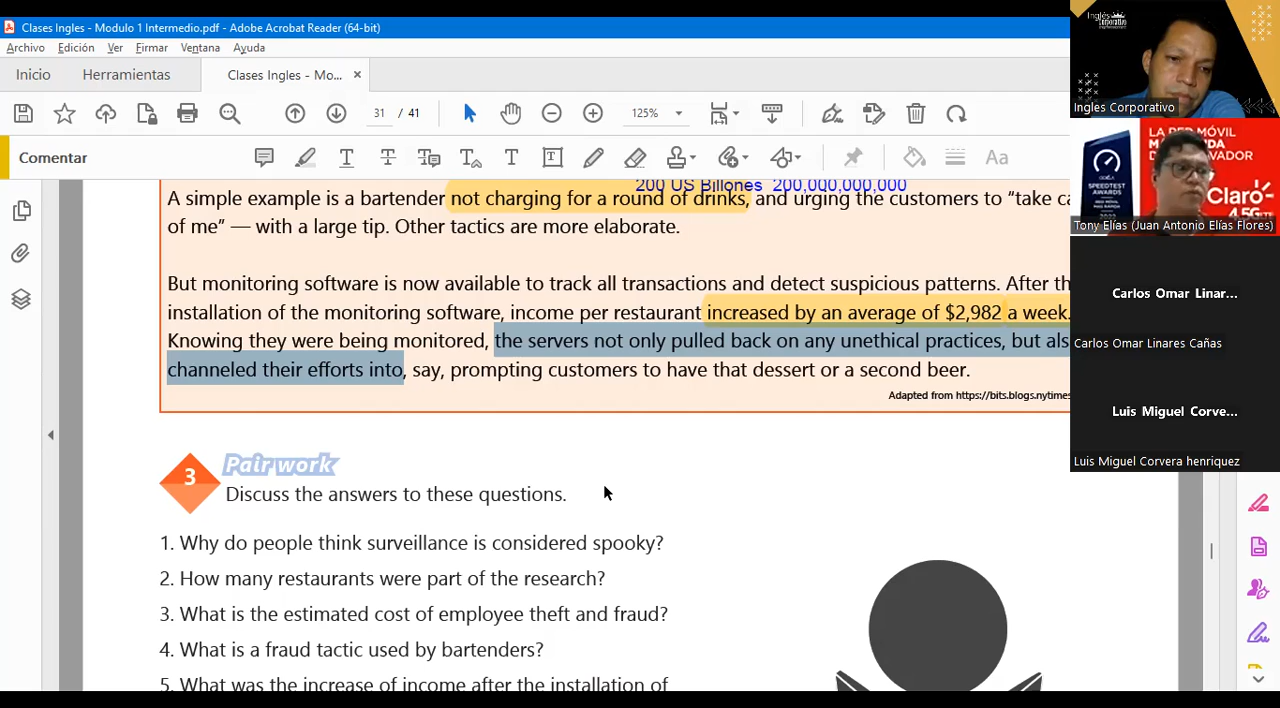 Clases Ingles - Modulo 1 Intermedio.pdf - Adobe Acrobat Reader (64-bit)
Archivo Edición Ver Firmar Ventana Ayuda
Inicio Herramientas Clases Ingles - Mo... ×
31 / 41 125%
Comentar
200 US Billones 200,000,000,000
A simple example is a bartender not charging for a round of drinks, and urging the customers to “take ca
of me” — with a large tip. Other tactics are more elaborate.
But monitoring software is now available to track all transactions and detect suspicious patterns. After th
installation of the monitoring software, income per restaurant increased by an average of $2,982 a week.
Knowing they were being monitored, the servers not only pulled back on any unethical practices, but als
channeled their efforts into, say, prompting customers to have that dessert or a second beer.
Adapted from https://bits.blogs.nytimes
3
Pair work
Discuss the answers to these questions.
1. Why do people think surveillance is considered spooky?
2. How many restaurants were part of the research?
3. What is the estimated cost of employee theft and fraud?
4. What is a fraud tactic used by bartenders?
5. What was the increase of income after the installation of
Inglés
Corporativo
Ingles Corporativo
LA RED MÓVIL
SPEEDTEST
AWARDS
Claro
4.5G
Tony Elías (Juan Antonio Elías Flores)
Carlos Omar Linar...
Carlos Omar Linares Cañas
Luis Miguel Corve...
Luis Miguel Corvera henriquez